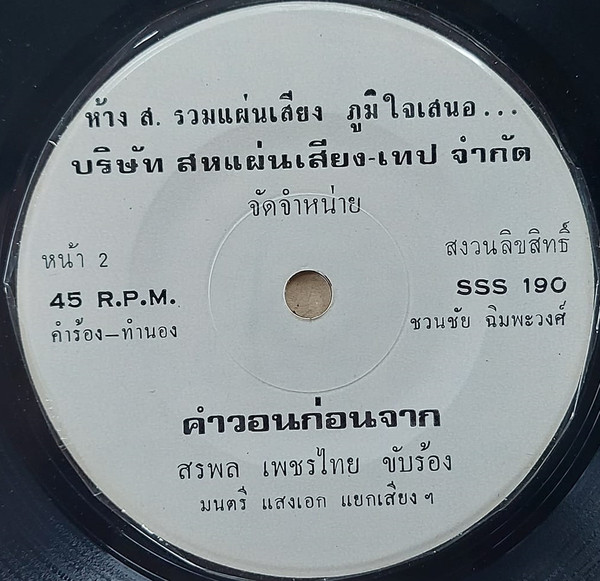 ห้าง ส. รวมแผ่นเสียง ภูมิใจเสนอ...
บริษัท สหแผ่นเสียง-เทป จำกัด
จัดจำหน่าย
หน้า 2
สงวนลิขสิทธิ์
45 R.P.M.
SSS 190
คำร้อง-ทำนอง
ชวนชัย ฉิมพะวงศ์
คำวอนก่อนจาก
สรพล เพชรไทย ขับร้อง
มนตรี แสงเอก แยกเสียงๆ